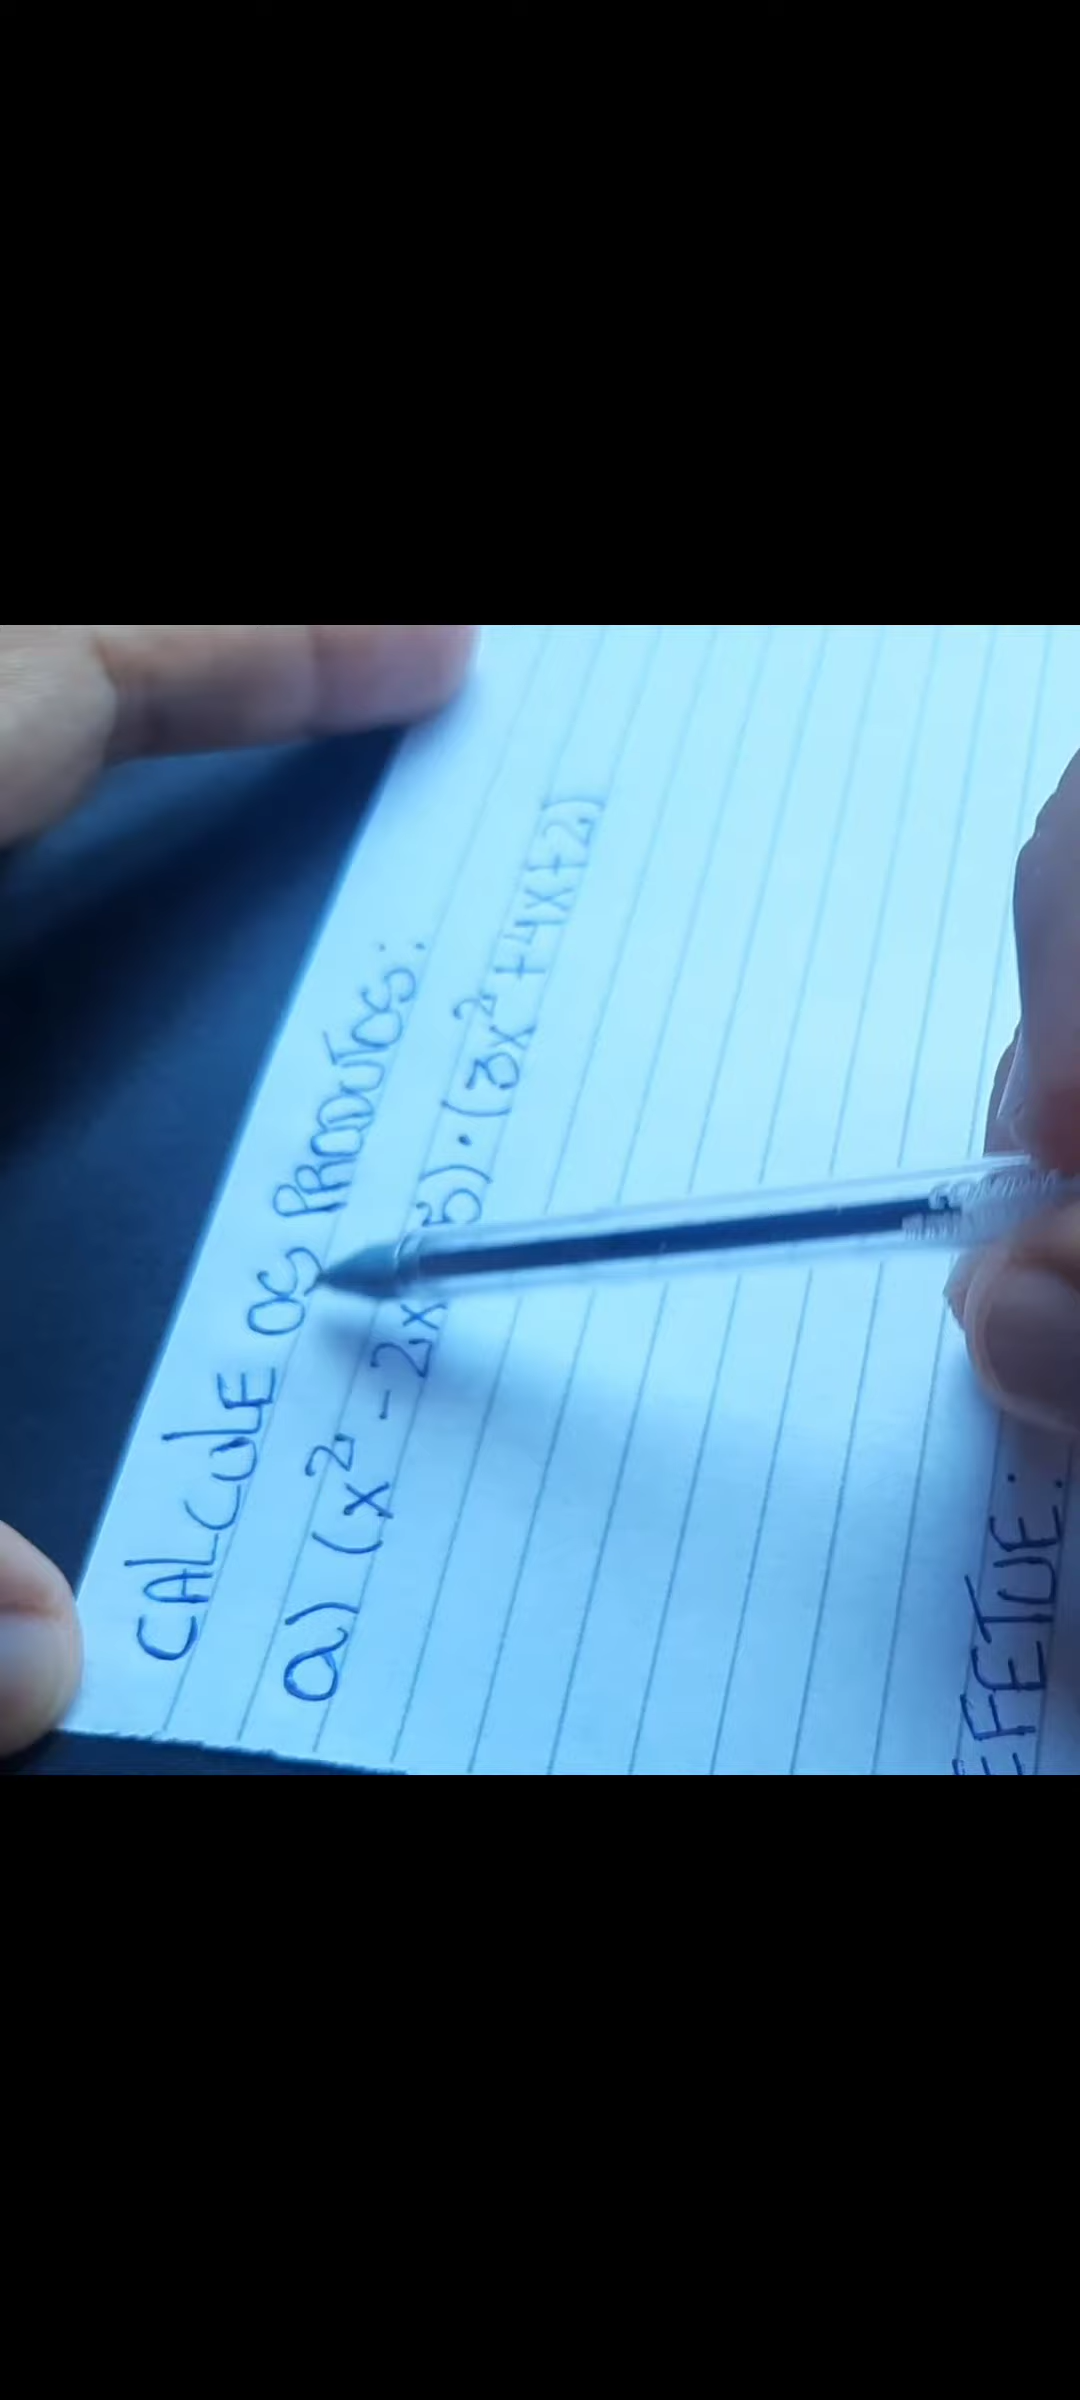 CALCULE OS PRODUTOS:
a) (x² - 2x 5) · (3x² + 4x + 2)
EFETUE: